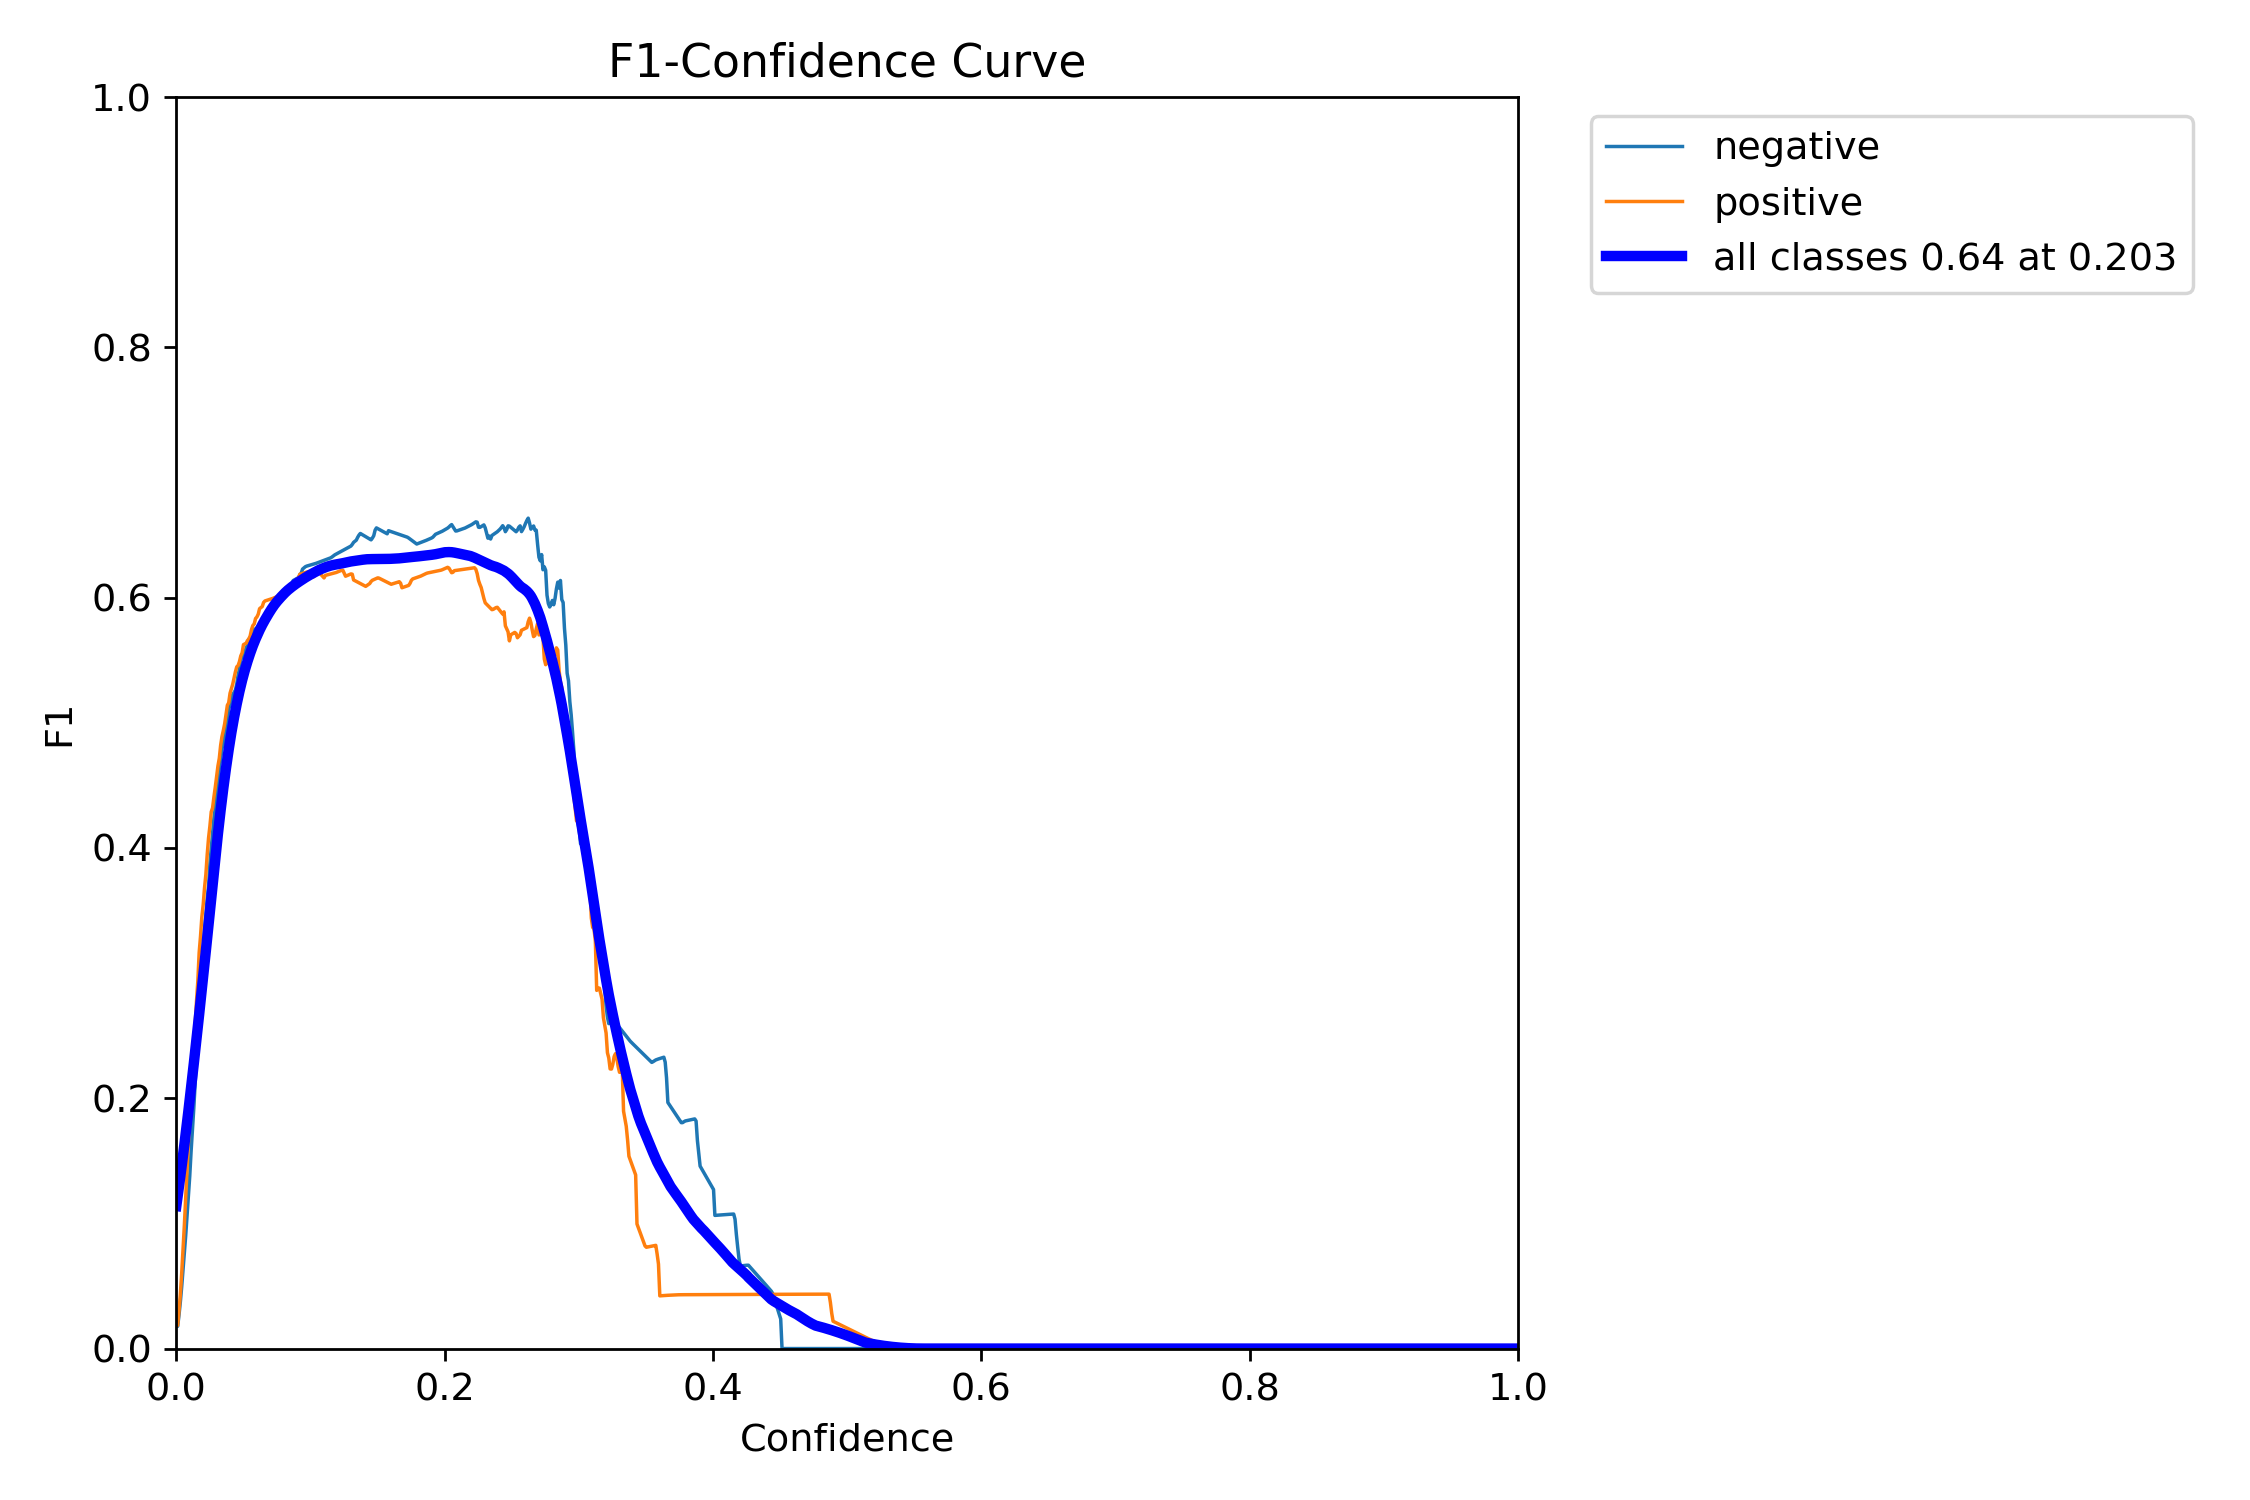 F1-Confidence Curve
negative
positive
all classes 0.64 at 0.203
1.0
0.8
0.6
0.4
0.2
0.0
F1
0.0 0.2 0.4 0.6 0.8 1.0
Confidence